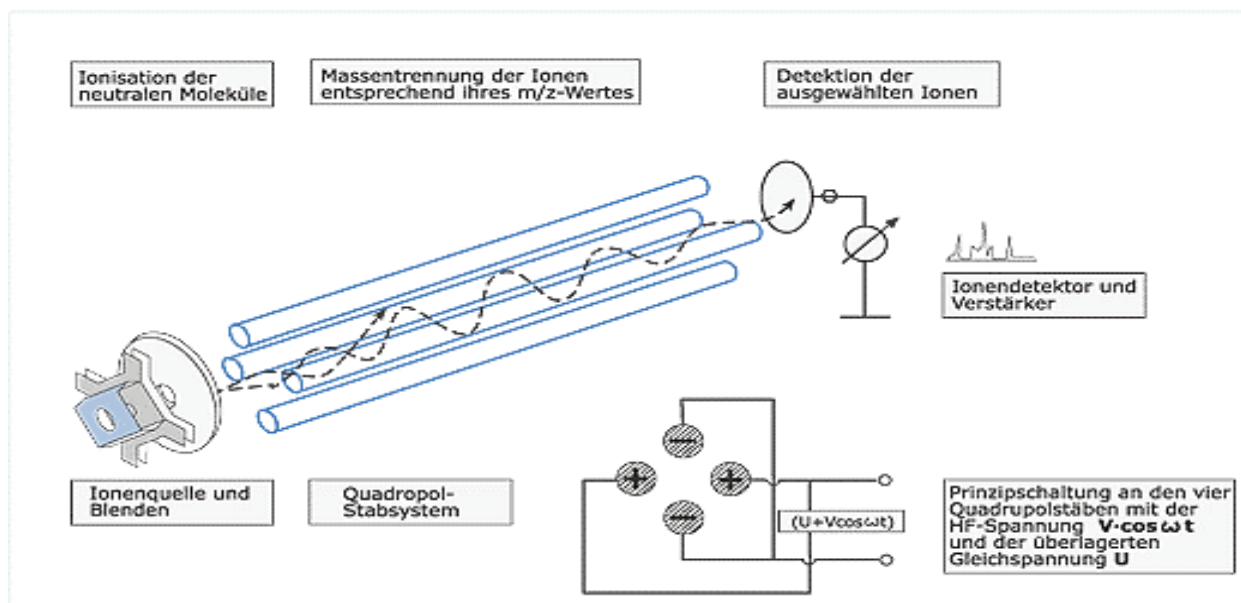 Ionisation der
neutralen Moleküle
Massentrennung der Ionen
entsprechend ihres m/z-Wertes
Detektion der
ausgewählten Ionen
Ionendetektor und
Verstärker
Ionenquelle und
Blenden
Quadropol-
Stabsystem
(U+Vcosωt)
Prinzipschaltung an den vier
Quadrupolstäben mit der
HF-Spannung V·cosωt
und der überlagerten
Gleichspannung U